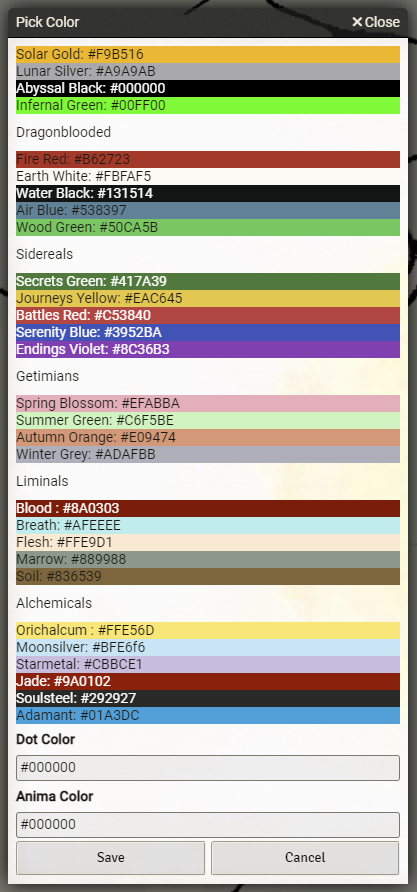 Pick Color
×Close
Solar Gold: #F9B516
Lunar Silver: #A9A9AB
Abyssal Black: #000000
Infernal Green: #00FF00
Dragonblooded
Fire Red: #B62723
Earth White: #FBFAF5
Water Black: #131514
Air Blue: #538397
Wood Green: #50CA5B
Sidereals
Secrets Green: #417A39
Journeys Yellow: #EAC645
Battles Red: #C53840
Serenity Blue: #3952BA
Endings Violet: #8C36B3
Getimians
Spring Blossom: #EFABBA
Summer Green: #C6F5BE
Autumn Orange: #E09474
Winter Grey: #ADAFBB
Liminals
Blood : #8A0303
Breath: #AFEEEE
Flesh: #FFE9D1
Marrow: #889988
Soil: #836539
Alchemicals
Orichalcum : #FFE56D
Moonsilver: #BFE6f6
Starmetal: #CBBCE1
Jade: #9A0102
Soulsteel: #292927
Adamant: #01A3DC
Dot Color
#000000
Anima Color
#000000
Save
Cancel